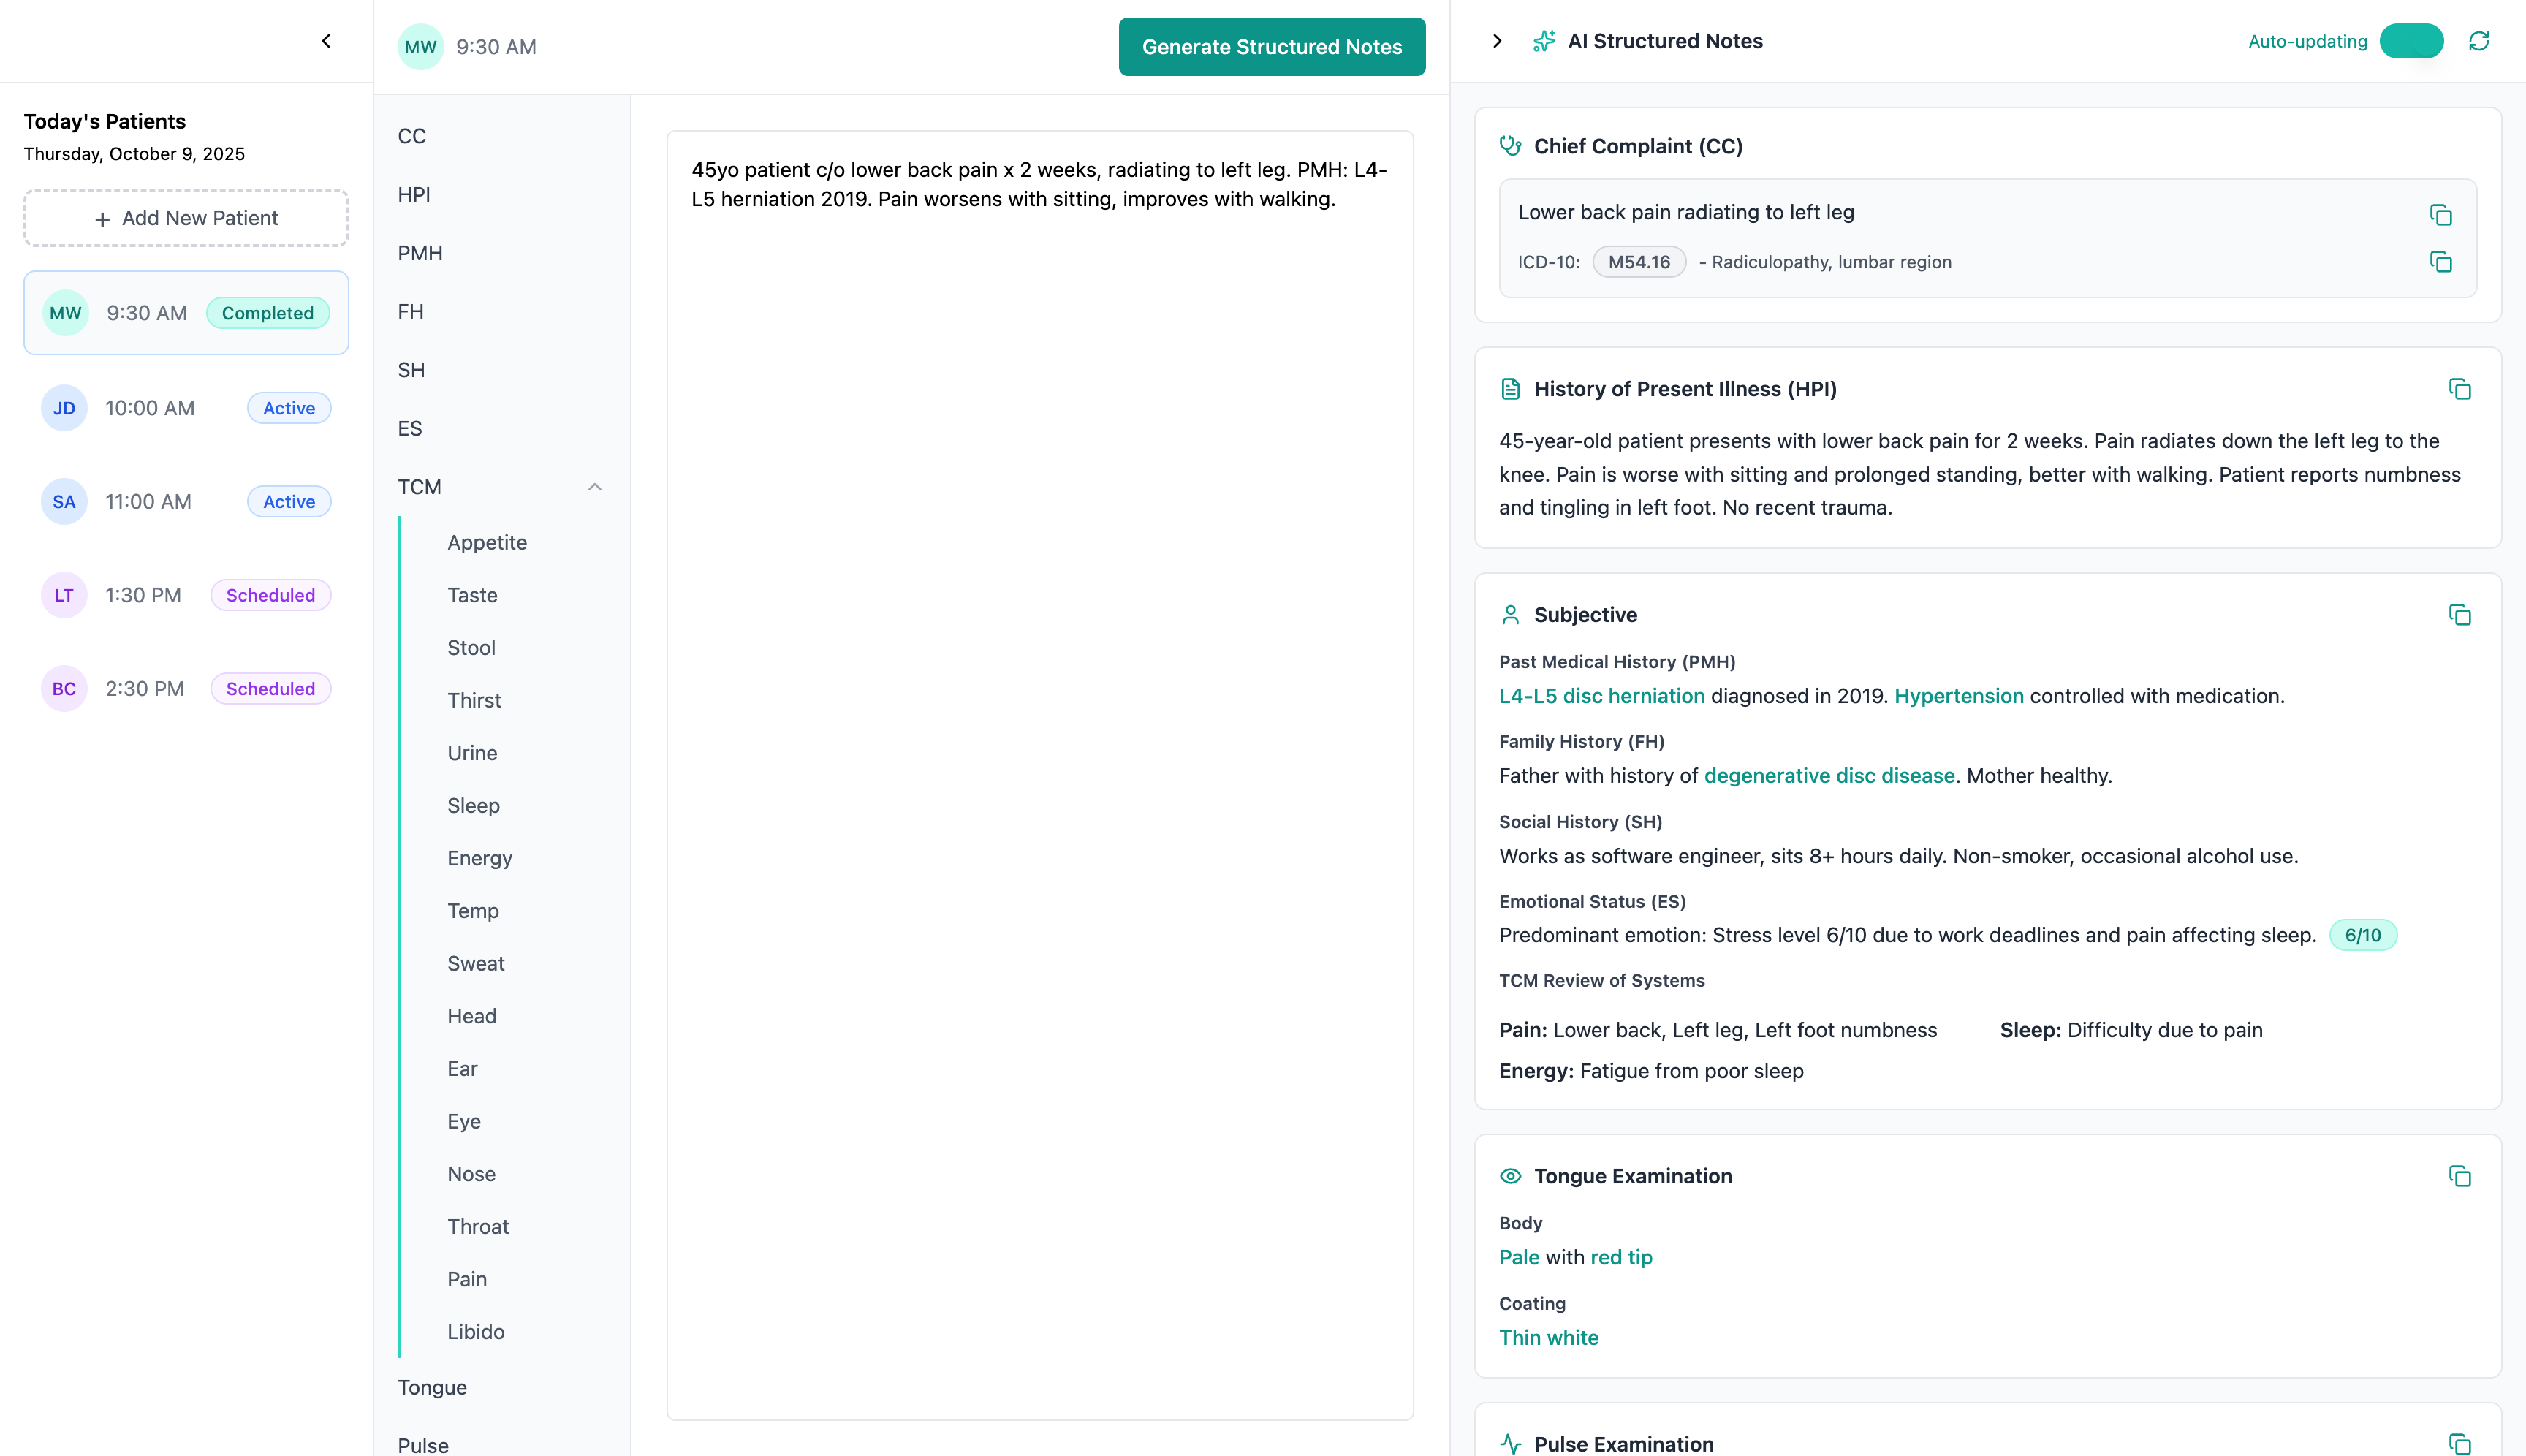 Today's Patients
Thursday, October 9, 2025
+ Add New Patient
MW 9:30 AM Completed
JD 10:00 AM Active
SA 11:00 AM Active
LT 1:30 PM Scheduled
BC 2:30 PM Scheduled
MW 9:30 AM
Generate Structured Notes
CC
HPI
PMH
FH
SH
ES
TCM
Appetite
Taste
Stool
Thirst
Urine
Sleep
Energy
Temp
Sweat
Head
Ear
Eye
Nose
Throat
Pain
Libido
Tongue
Pulse
45yo patient c/o lower back pain x 2 weeks, radiating to left leg. PMH: L4-
L5 herniation 2019. Pain worsens with sitting, improves with walking.
AI Structured Notes
Auto-updating
Chief Complaint (CC)
Lower back pain radiating to left leg
ICD-10: M54.16 - Radiculopathy, lumbar region
History of Present Illness (HPI)
45-year-old patient presents with lower back pain for 2 weeks. Pain radiates down the left leg to the
knee. Pain is worse with sitting and prolonged standing, better with walking. Patient reports numbness
and tingling in left foot. No recent trauma.
Subjective
Past Medical History (PMH)
L4-L5 disc herniation diagnosed in 2019. Hypertension controlled with medication.
Family History (FH)
Father with history of degenerative disc disease. Mother healthy.
Social History (SH)
Works as software engineer, sits 8+ hours daily. Non-smoker, occasional alcohol use.
Emotional Status (ES)
Predominant emotion: Stress level 6/10 due to work deadlines and pain affecting sleep. 6/10
TCM Review of Systems
Pain: Lower back, Left leg, Left foot numbness Sleep: Difficulty due to pain
Energy: Fatigue from poor sleep
Tongue Examination
Body
Pale with red tip
Coating
Thin white
Pulse Examination